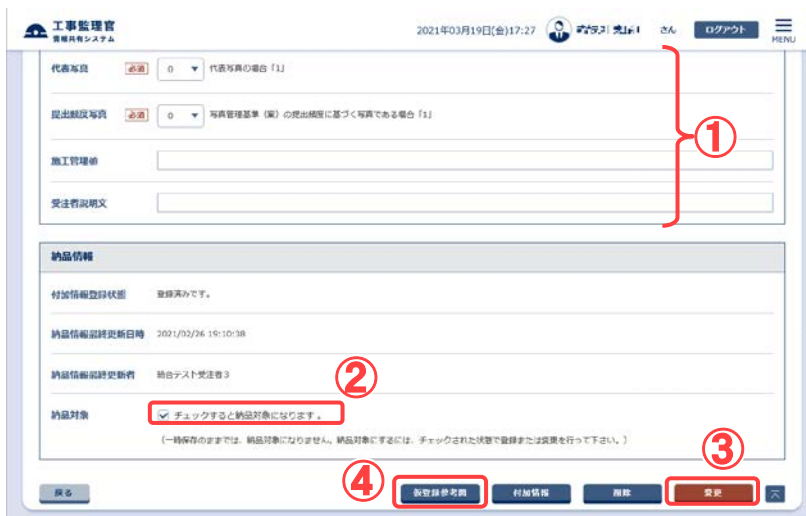 工事監理官
情報共有システム
2021年03月19日(金)17:27
さん
ログアウト
MENU
代表写真 必須 0 代表写真の場合「1」
提出頻度写真 必須 0 写真管理基準（案）の提出頻度に基づく写真である場合「1」
施工管理値
受注者説明文
①
納品情報
付加情報登録状態 登録済みです。
納品情報最終更新日時 2021/02/26 19:10:38
納品情報最終更新者 統合テスト受注者3
②
納品対象 チェックすると納品対象になります。
（一時保存のままでは、納品対象になりません。納品対象にするには、チェックされた状態で登録または変更を行って下さい。）
③
④
戻る 仮登録参考図 付加情報 削除 変更